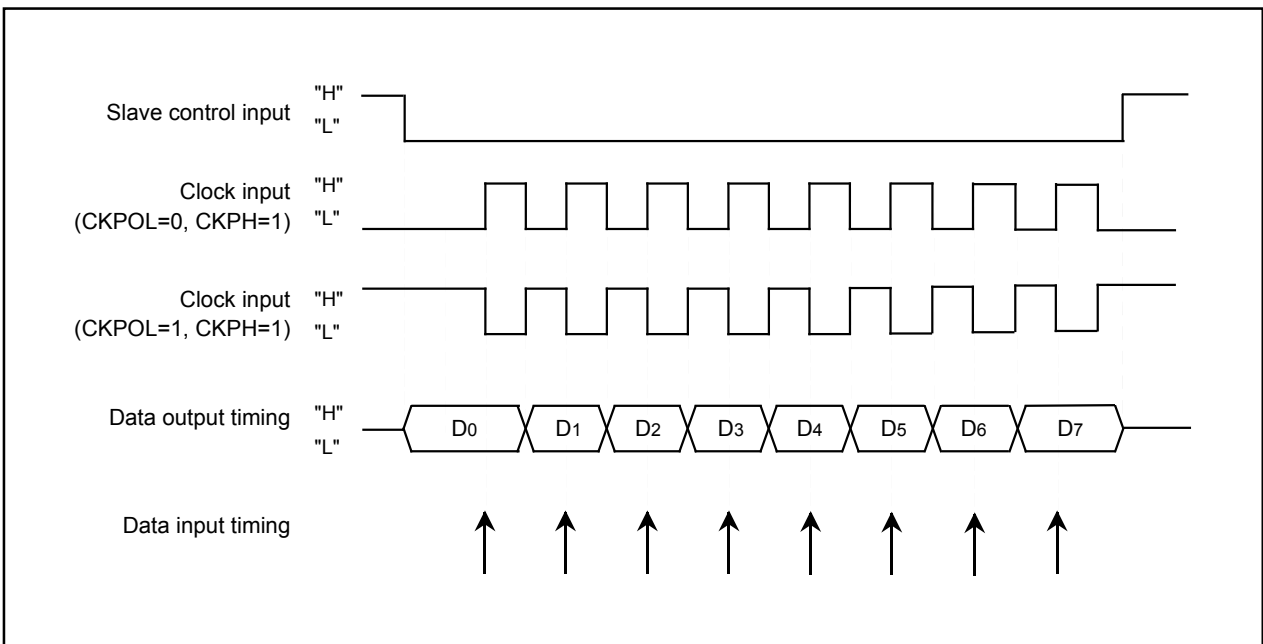 Slave control input
"H"
"L"
Clock input
(CKPOL=0, CKPH=1)
"H"
"L"
Clock input
(CKPOL=1, CKPH=1)
"H"
"L"
Data output timing
"H"
"L"
D0 D1 D2 D3 D4 D5 D6 D7
Data input timing